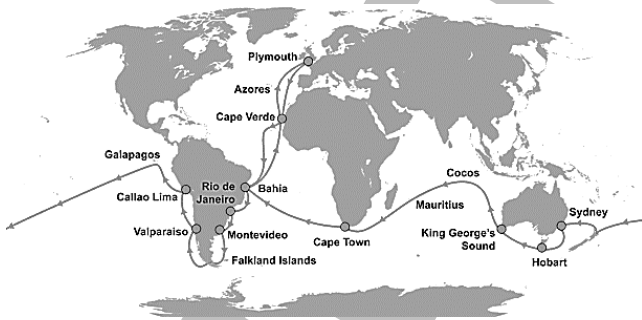 Plymouth
Azores
Cape Verde
Galapagos
Cocos
Callao Lima
Rio de
Janeiro
Bahia
Mauritius
Sydney
Valparaiso
Montevideo
Cape Town
King George's
Sound
Falkland Islands
Hobart